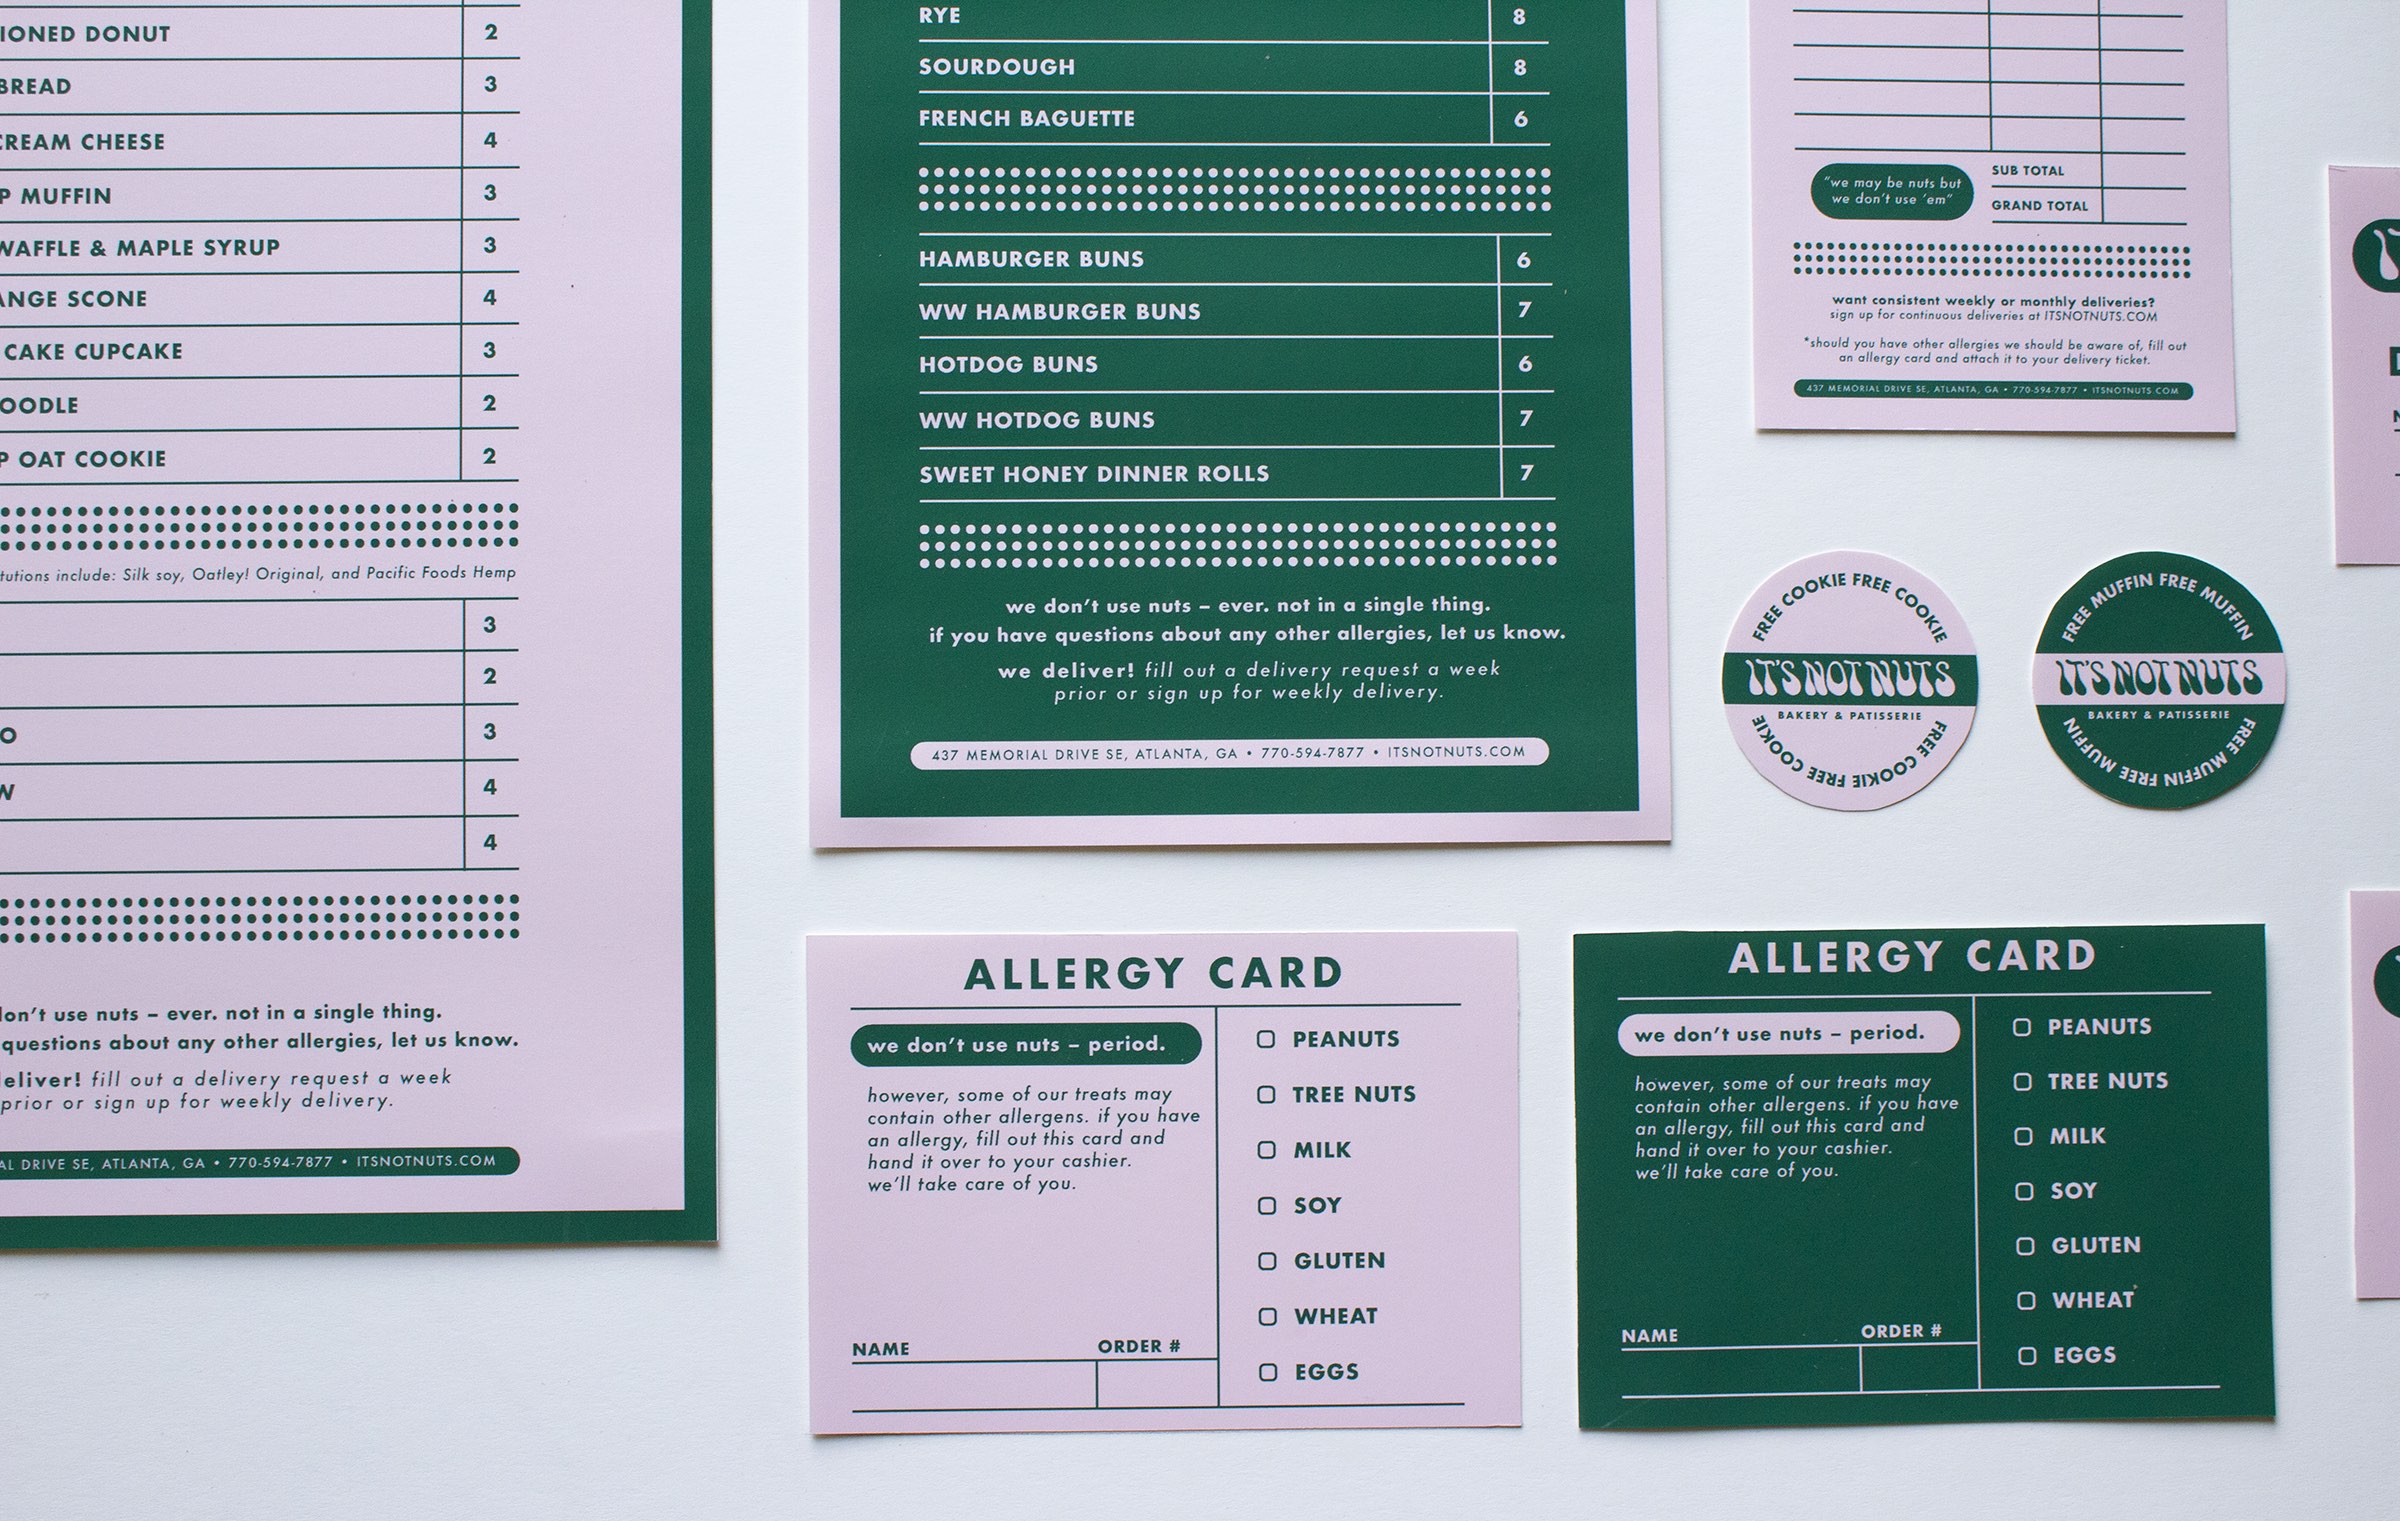 DONUT 2
3
CREAM CHEESE 4
MUFFIN 3
WAFFLE & MAPLE SYRUP 3
SCONE 4
CAKE CUPCAKE 3
2
OAT COOKIE 2
include: Silk soy, Oatley! Original, and Pacific Foods Hemp
3
2
3
4
4
don't use nuts – ever. not in a single thing.
questions about any other allergies, let us know.
deliver! fill out a delivery request a week
prior or sign up for weekly delivery.
DRIVE SE, ATLANTA, GA • 770-594-7877 • ITSNOTNUTS.COM
RYE 8
SOURDOUGH 8
FRENCH BAGUETTE 6
HAMBURGER BUNS 6
WW HAMBURGER BUNS 7
HOTDOG BUNS 6
WW HOTDOG BUNS 7
SWEET HONEY DINNER ROLLS 7
we don't use nuts – ever. not in a single thing.
if you have questions about any other allergies, let us know.
we deliver! fill out a delivery request a week
prior or sign up for weekly delivery.
437 MEMORIAL DRIVE SE, ATLANTA, GA • 770-594-7877 • ITSNOTNUTS.COM
"we may be nuts but
we don't use 'em"
SUB TOTAL
GRAND TOTAL
want consistent weekly or monthly deliveries?
sign up for continuous deliveries at ITSNOTNUTS.COM
*should you have other allergies we should be aware of, fill out
an allergy card and attach it to your delivery ticket.
437 MEMORIAL DRIVE SE, ATLANTA, GA • 770-594-7877 • ITSNOTNUTS.COM
FREE COOKIE FREE COOKIE
IT'S NOT NUTS
BAKERY & PATISSERIE
FREE COOKIE FREE COOKIE
FREE MUFFIN FREE MUFFIN
IT'S NOT NUTS
BAKERY & PATISSERIE
FREE MUFFIN FREE MUFFIN
ALLERGY CARD
we don't use nuts – period.
however, some of our treats may
contain other allergens. if you have
an allergy, fill out this card and
hand it over to your cashier.
we'll take care of you.
NAME ORDER #
PEANUTS
TREE NUTS
MILK
SOY
GLUTEN
WHEAT
EGGS
ALLERGY CARD
we don't use nuts – period.
however, some of our treats may
contain other allergens. if you have
an allergy, fill out this card and
hand it over to your cashier.
we'll take care of you.
NAME ORDER #
PEANUTS
TREE NUTS
MILK
SOY
GLUTEN
WHEAT
EGGS